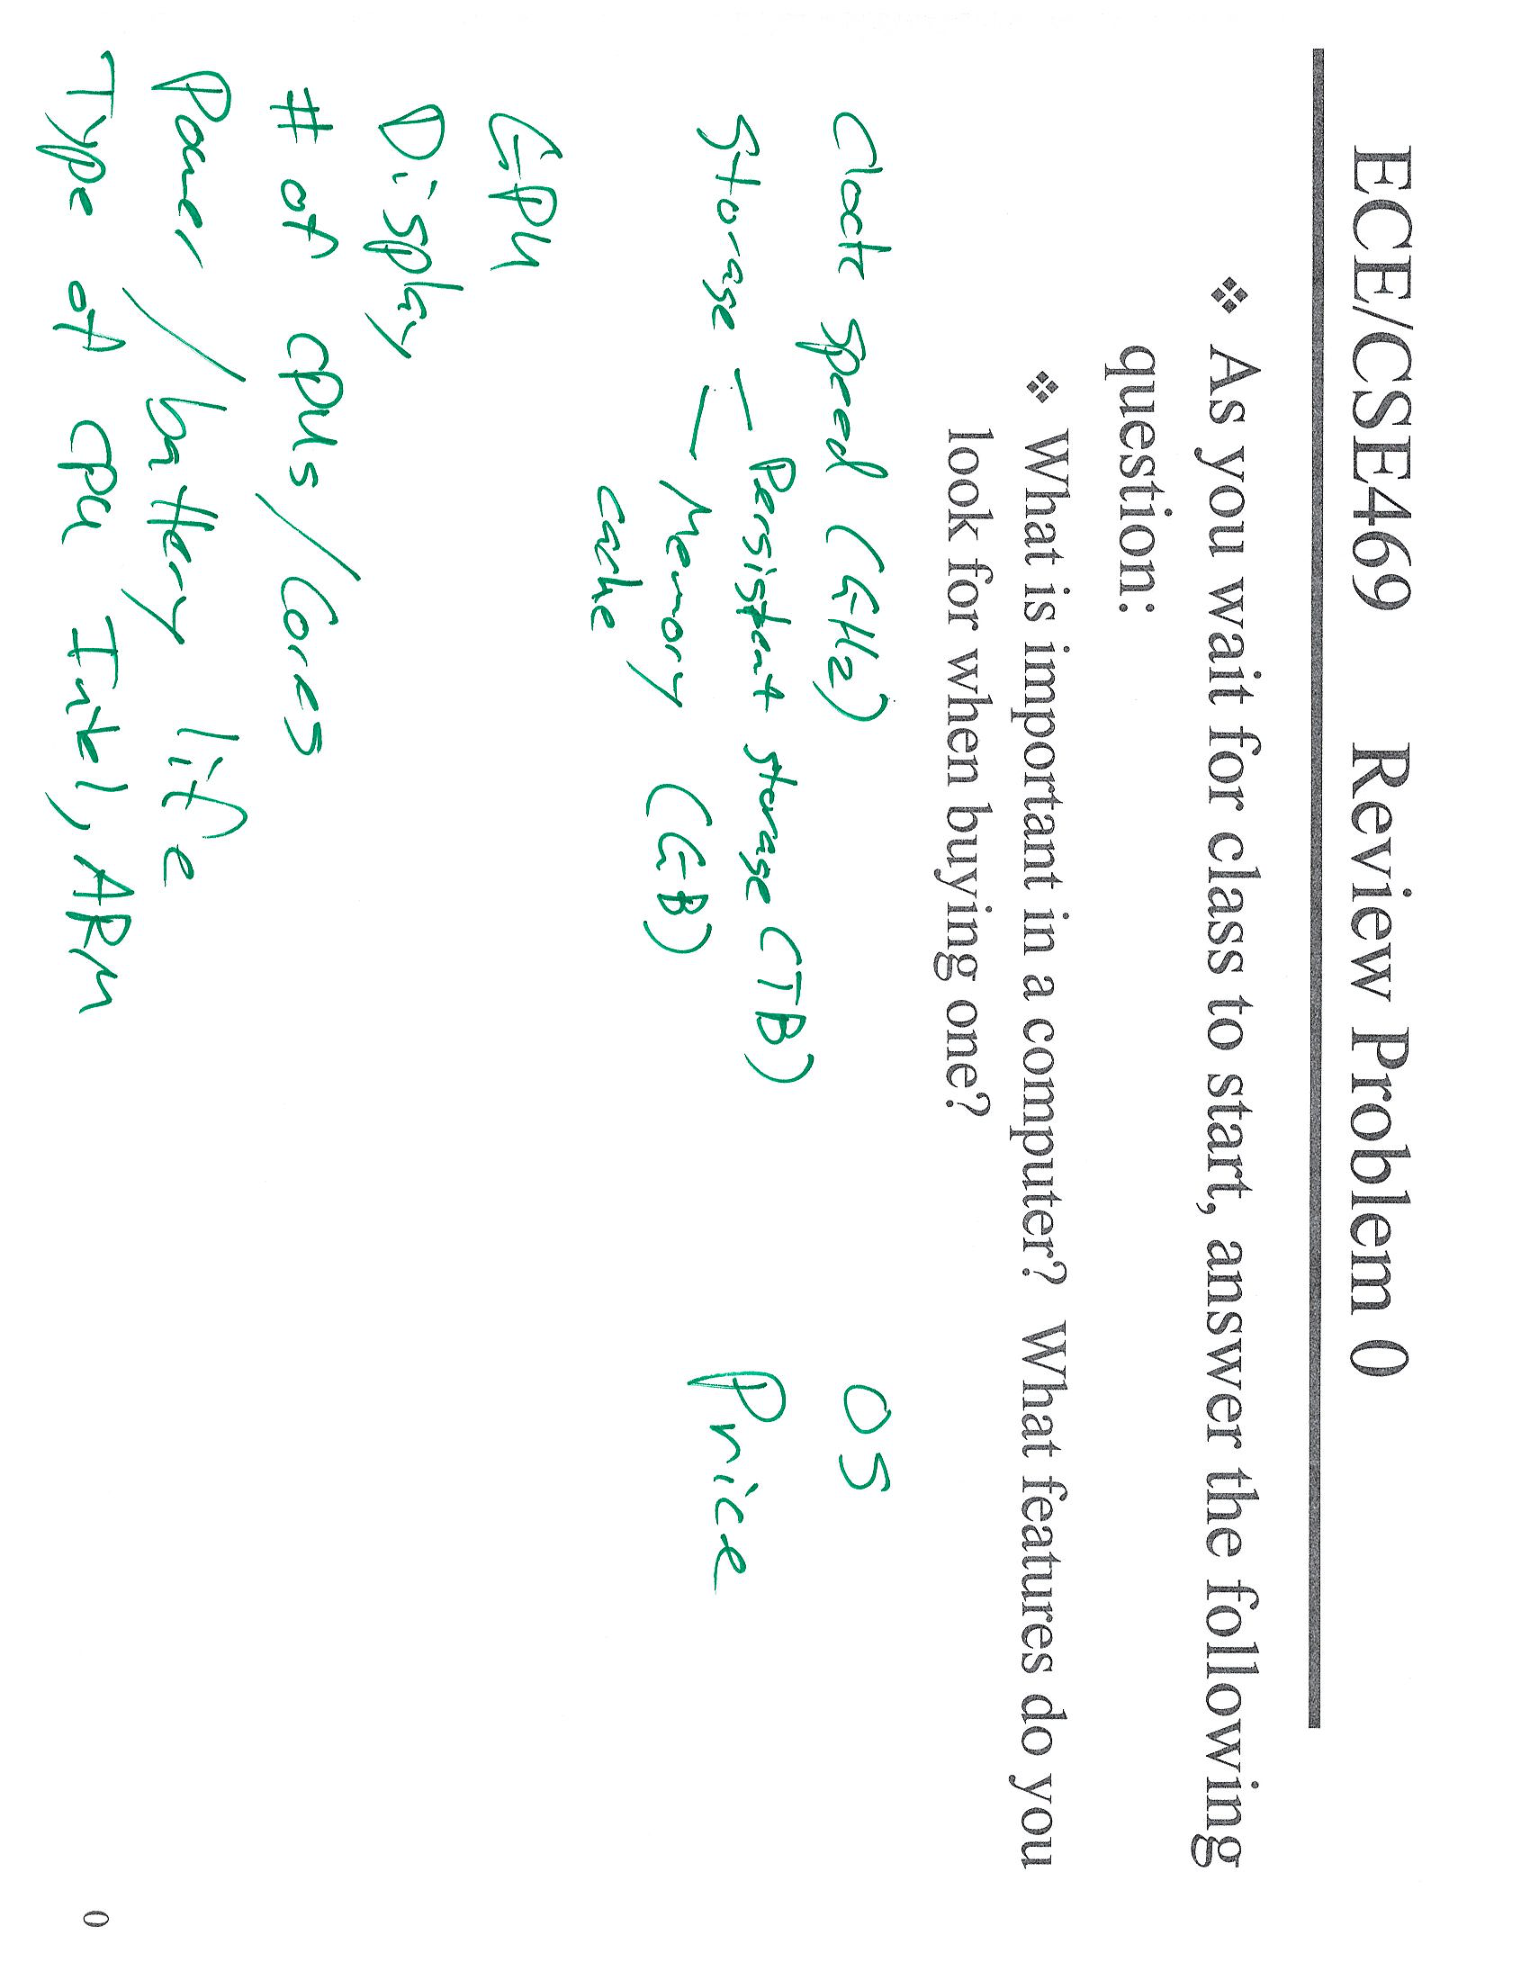 ECE/CSE469 Review Problem 0
❖ As you wait for class to start, answer the following
question:
❖ What is important in a computer? What features do you
look for when buying one?
Clock speed (GHz)
OS
Storage — Persistent storage (TB)
Price
— Memory (GB)
cache
GPU
Display
# of CPUs / Cores
Power / battery life
Type of CPU Intel, ARM
0